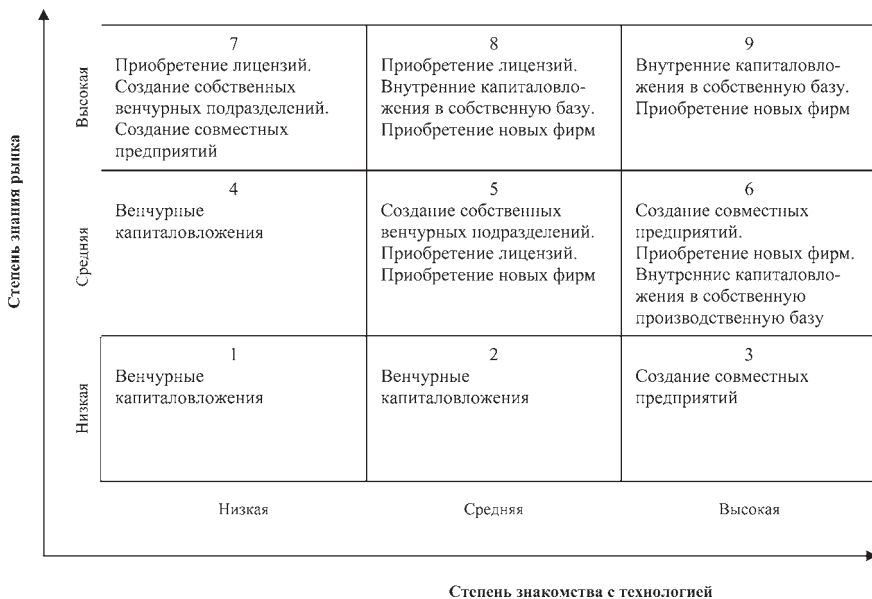 Степень знания рынка
Высокая
7
Приобретение лицензий.
Создание собственных
венчурных подразделений.
Создание совместных
предприятий
8
Приобретение лицензий.
Внутренние капиталовло-
жения в собственную базу.
Приобретение новых фирм
9
Внутренние капиталовло-
жения в собственную базу.
Приобретение новых фирм
Средняя
4
Венчурные
капиталовложения
5
Создание собственных
венчурных подразделений.
Приобретение лицензий.
Приобретение новых фирм
6
Создание совместных
предприятий.
Приобретение новых фирм.
Внутренние капиталовло-
жения в собственную
производственную базу
Низкая
1
Венчурные
капиталовложения
2
Венчурные
капиталовложения
3
Создание совместных
предприятий
Низкая
Средняя
Высокая
Степень знакомства с технологией